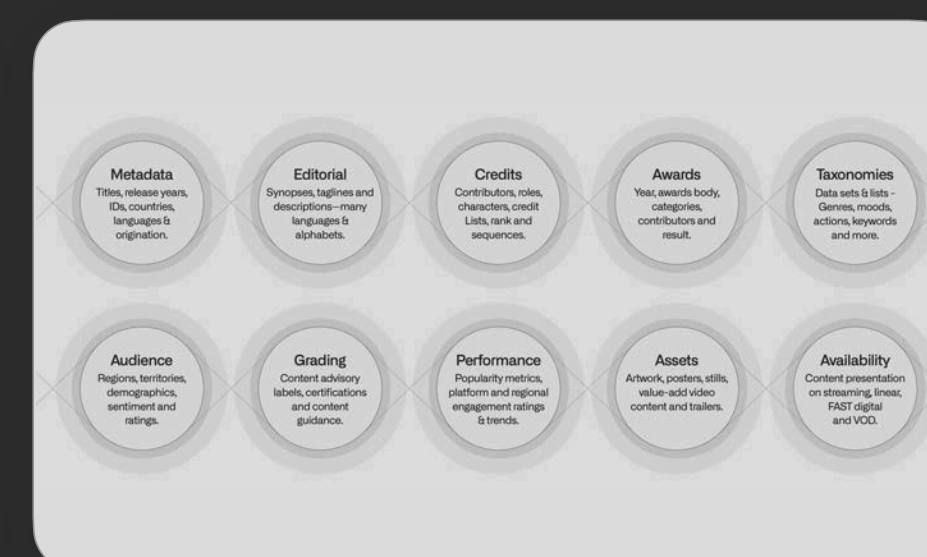 Metadata
Titles, release years,
IDs, countries,
languages &
origination.
Editorial
Synopses, taglines and
descriptions—many
languages &
alphabets.
Credits
Contributors, roles,
characters, credit
Lists, rank and
sequences.
Awards
Year, awards body,
categories,
contributors and
result.
Taxonomies
Data sets & lists -
Genres, moods,
actions, keywords
and more.
Audience
Regions, territories,
demographics,
sentiment and
ratings.
Grading
Content advisory
labels, certifications
and content
guidance.
Performance
Popularity metrics,
platform and regional
engagement ratings
& trends.
Assets
Artwork, posters, stills,
value-add video
content and trailers.
Availability
Content presentation
on streaming, linear,
FAST digital
and VOD.